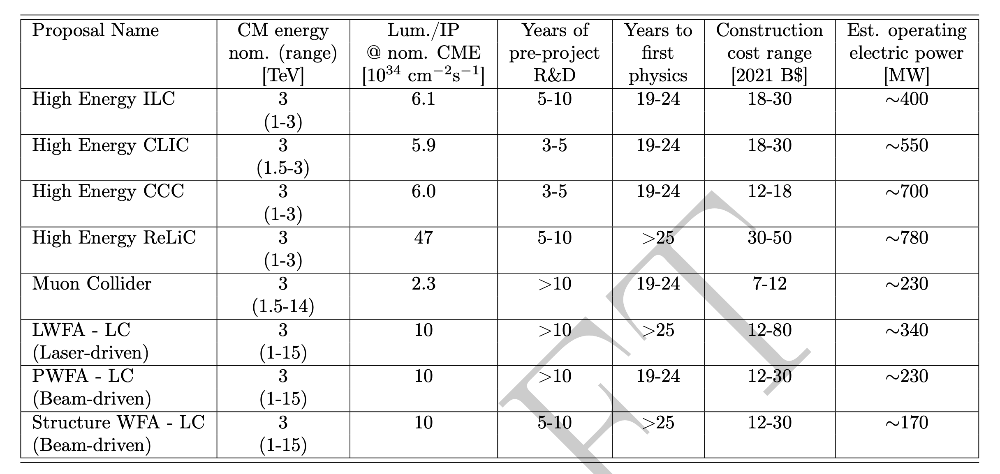 Proposal Name CM energy Lum./IP Years of Years to Construction Est. operating
nom. (range) @ nom. CME pre-project first cost range electric power
[TeV] [10³⁴ cm⁻²s⁻¹] R&D physics [2021 B$] [MW]
High Energy ILC 3 6.1 5-10 19-24 18-30 ~400
(1-3)
High Energy CLIC 3 5.9 3-5 19-24 18-30 ~550
(1.5-3)
High Energy CCC 3 6.0 3-5 19-24 12-18 ~700
(1-3)
High Energy ReLiC 3 47 5-10 >25 30-50 ~780
(1-3)
Muon Collider 3 2.3 >10 19-24 7-12 ~230
(1.5-14)
LWFA - LC 3 10 >10 >25 12-80 ~340
(Laser-driven) (1-15)
PWFA - LC 3 10 >10 19-24 12-30 ~230
(Beam-driven) (1-15)
Structure WFA - LC 3 10 5-10 >25 12-30 ~170
(Beam-driven) (1-15)
FT